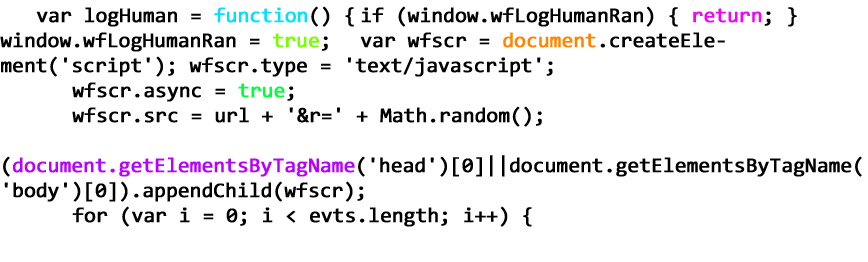 var logHuman = function() { if (window.wfLogHumanRan) { return; }
window.wfLogHumanRan = true; var wfscr = document.createEle-
ment('script'); wfscr.type = 'text/javascript';
wfscr.async = true;
wfscr.src = url + '&r=' + Math.random();
(document.getElementsByTagName('head')[0]||document.getElementsByTagName(
'body')[0]).appendChild(wfscr);
for (var i = 0; i < evts.length; i++) {